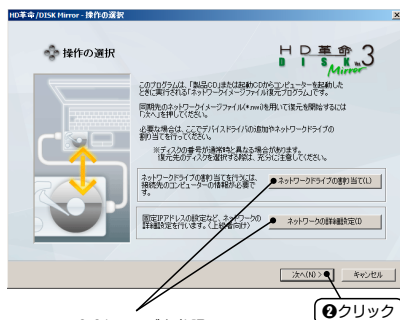 HD革命/DISK Mirror - 操作の選択
操作の選択
HD革命
DISK Ver.3
Mirror
このプログラムは、「製品CD」または起動CDからコンピューターを起動した
ときに実行される「ネットワークイメージファイル復元プログラム」です。
同期先のネットワークイメージファイル(*.nwi)を用いて復元を開始するには
「次へ」を押してください。
必要な場合は、ここでデバイスドライバの追加やネットワークドライブの
割り当てを行ってください。
※ディスクの番号が通常時と異なる場合があります。
復元先のディスクを選択する際は、充分にご注意してください。
ネットワークドライブの割り当てを行うには、
接続先のコンピューターの情報が必要で
す。
ネットワークドライブの割り当て(L)
固定IPアドレスの設定など、ネットワークの
詳細設定を行います。(上級者向け)
ネットワークの詳細設定(I)
次へ(N) >
キャンセル
❷クリック